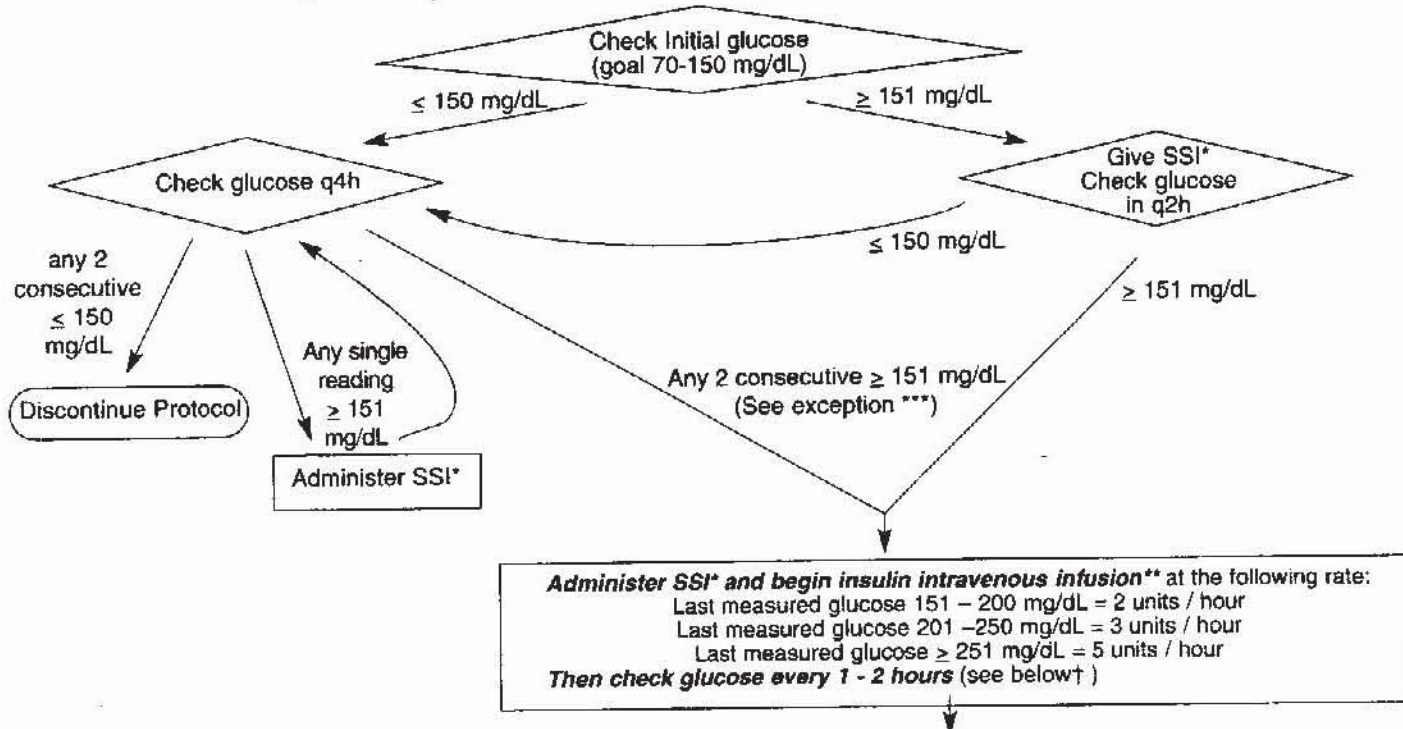 Check Initial glucose
(goal 70-150 mg/dL)
≤ 150 mg/dL
≥ 151 mg/dL
Check glucose q4h
Give SSI*
Check glucose
in q2h
≤ 150 mg/dL
≥ 151 mg/dL
any 2
consecutive
≤ 150
mg/dL
Discontinue Protocol
Any single
reading
≥ 151
mg/dL
Administer SSI*
Any 2 consecutive ≥ 151 mg/dL
(See exception ***)
Administer SSI* and begin insulin intravenous infusion** at the following rate:
Last measured glucose 151 – 200 mg/dL = 2 units / hour
Last measured glucose 201 –250 mg/dL = 3 units / hour
Last measured glucose ≥ 251 mg/dL = 5 units / hour
Then check glucose every 1 - 2 hours (see below† )